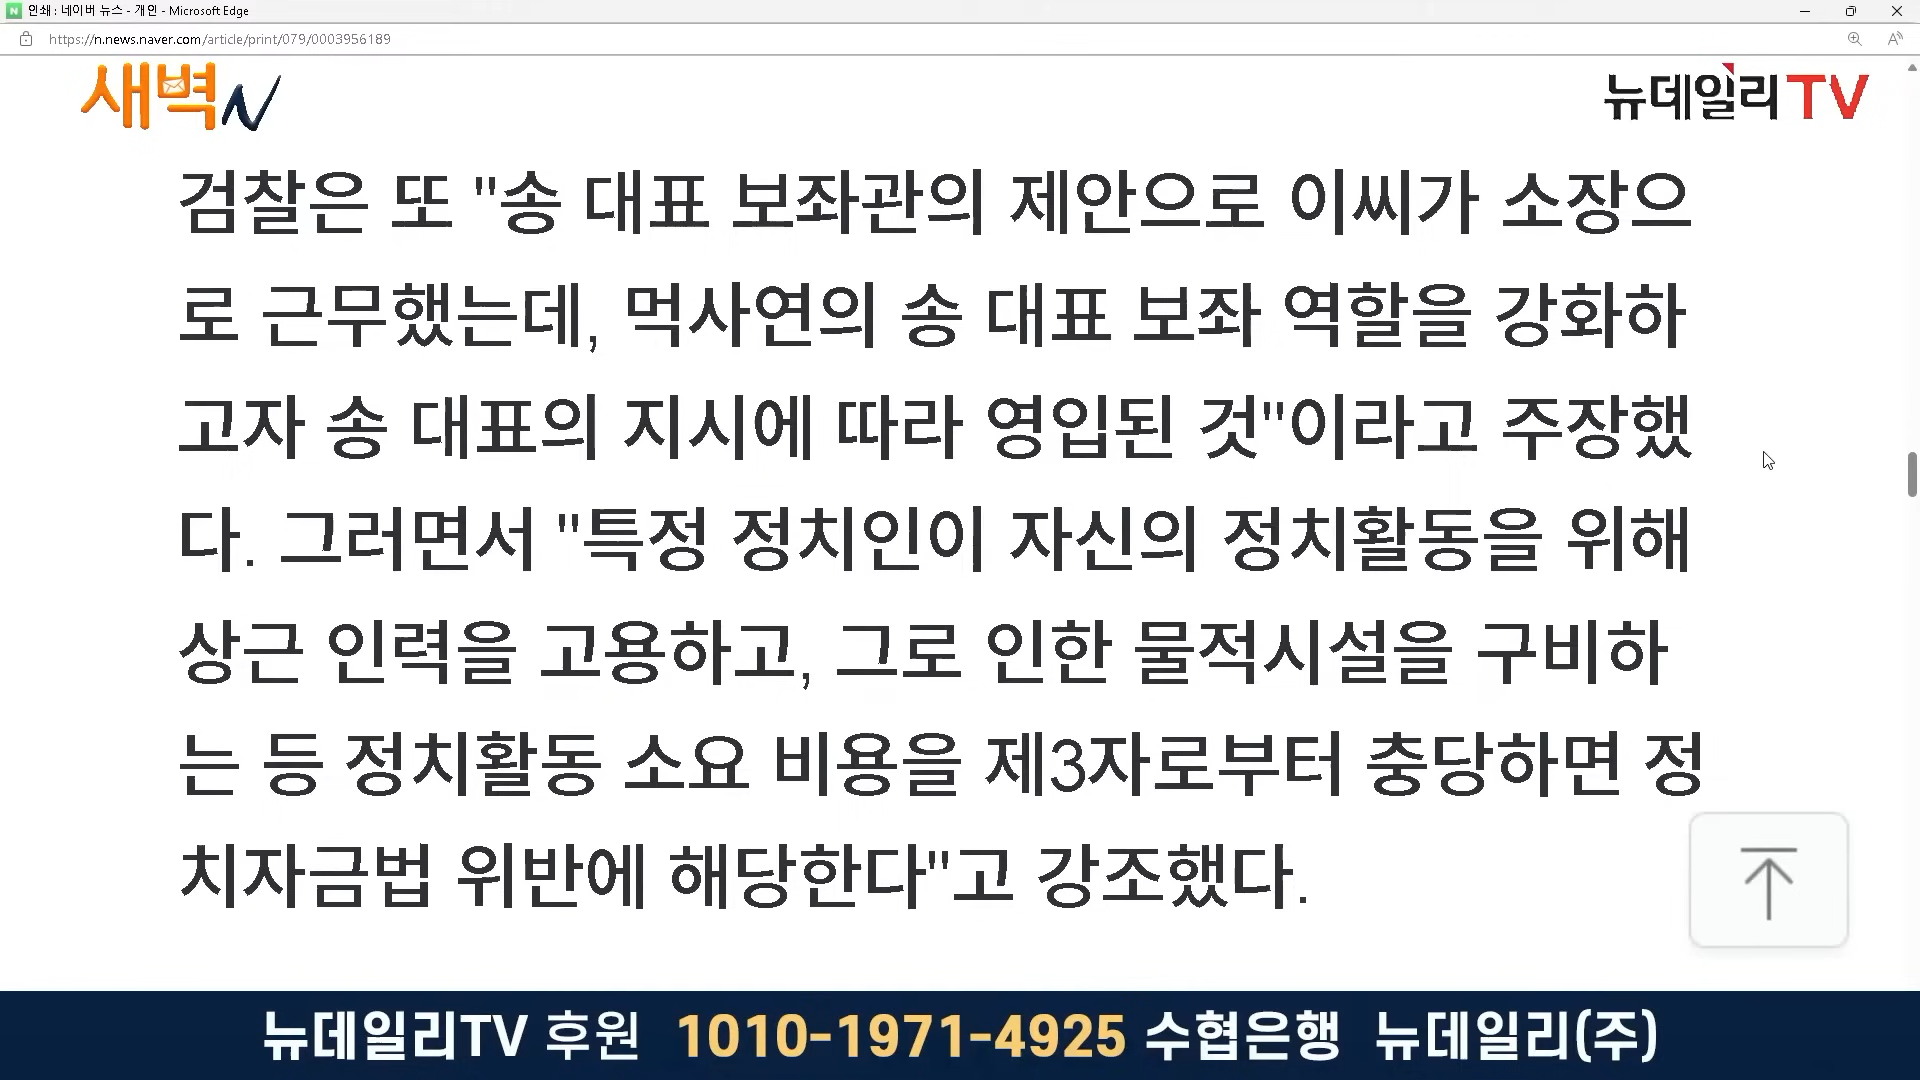 인쇄 : 네이버 뉴스 - 개인 - Microsoft Edge
https://n.news.naver.com/article/print/079/0003956189
새벽N
뉴데일리TV
검찰은 또 "송 대표 보좌관의 제안으로 이씨가 소장으
로 근무했는데, 먹사연의 송 대표 보좌 역할을 강화하
고자 송 대표의 지시에 따라 영입된 것"이라고 주장했
다. 그러면서 "특정 정치인이 자신의 정치활동을 위해
상근 인력을 고용하고, 그로 인한 물적시설을 구비하
는 등 정치활동 소요 비용을 제3자로부터 충당하면 정
치자금법 위반에 해당한다"고 강조했다.
뉴데일리TV 후원 1010-1971-4925 수협은행 뉴데일리(주)